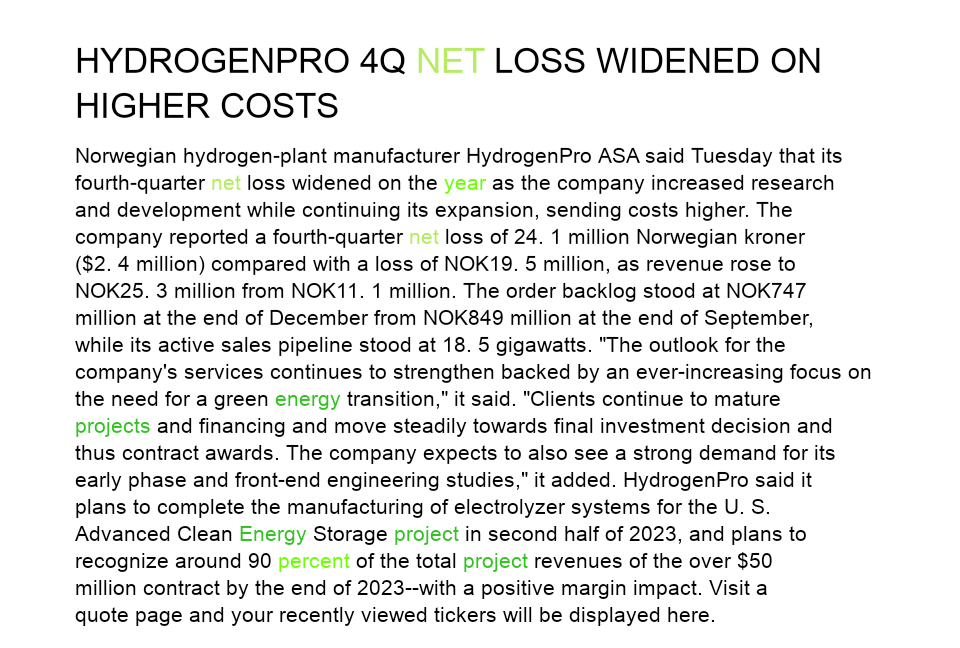 HYDROGENPRO 4Q NET LOSS WIDENED ON
HIGHER COSTS
Norwegian hydrogen-plant manufacturer HydrogenPro ASA said Tuesday that its
fourth-quarter net loss widened on the year as the company increased research
and development while continuing its expansion, sending costs higher. The
company reported a fourth-quarter net loss of 24. 1 million Norwegian kroner
($2. 4 million) compared with a loss of NOK19. 5 million, as revenue rose to
NOK25. 3 million from NOK11. 1 million. The order backlog stood at NOK747
million at the end of December from NOK849 million at the end of September,
while its active sales pipeline stood at 18. 5 gigawatts. "The outlook for the
company's services continues to strengthen backed by an ever-increasing focus on
the need for a green energy transition," it said. "Clients continue to mature
projects and financing and move steadily towards final investment decision and
thus contract awards. The company expects to also see a strong demand for its
early phase and front-end engineering studies," it added. HydrogenPro said it
plans to complete the manufacturing of electrolyzer systems for the U. S.
Advanced Clean Energy Storage project in second half of 2023, and plans to
recognize around 90 percent of the total project revenues of the over $50
million contract by the end of 2023--with a positive margin impact. Visit a
quote page and your recently viewed tickers will be displayed here.